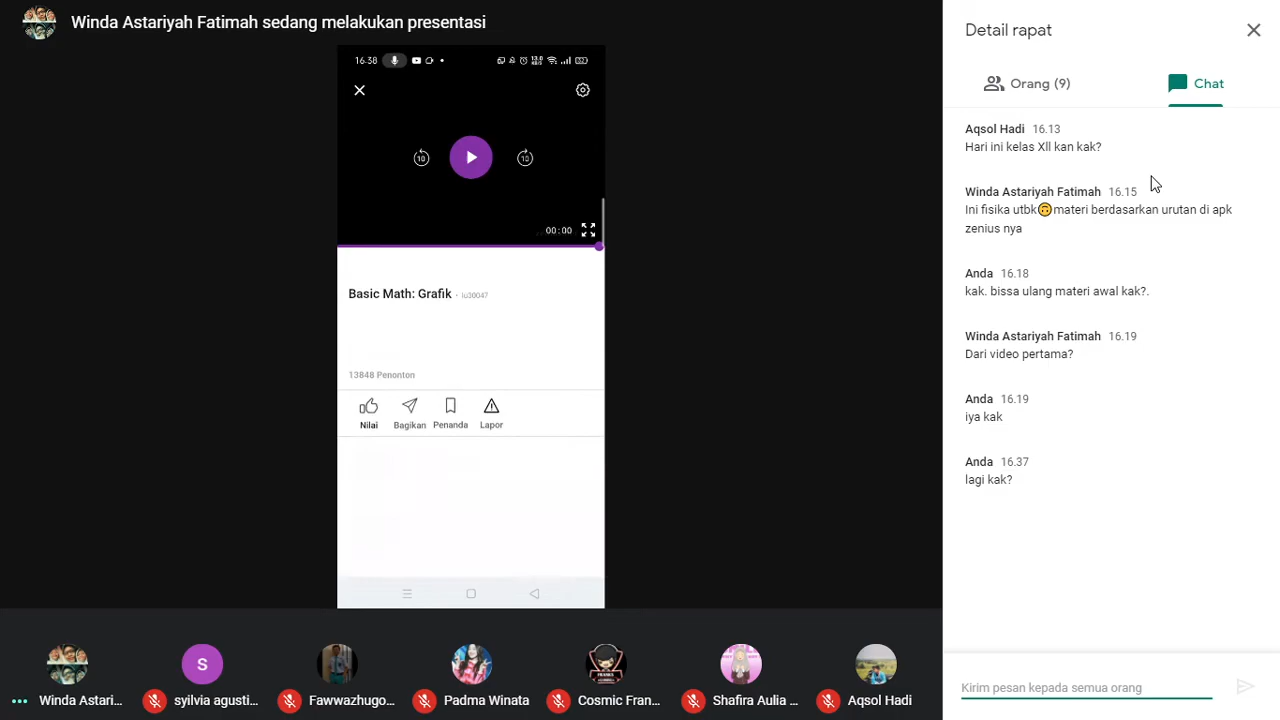 Winda Astariyah Fatimah sedang melakukan presentasi
16.38
10
10
00:00
Basic Math: Grafik · iu30047
13848 Penonton
Nilai Bagikan Penanda Lapor
Winda Astari... syilvia agusti... Fawwazhugo... Padma Winata Cosmic Fran... Shafira Aulia ... Aqsol Hadi
S
Detail rapat
Orang (9) Chat
Aqsol Hadi 16.13
Hari ini kelas Xll kan kak?
Winda Astariyah Fatimah 16.15
Ini fisika utbk🙃materi berdasarkan urutan di apk
zenius nya
Anda 16.18
kak. bissa ulang materi awal kak?.
Winda Astariyah Fatimah 16.19
Dari video pertama?
Anda 16.19
iya kak
Anda 16.37
lagi kak?
Kirim pesan kepada semua orang